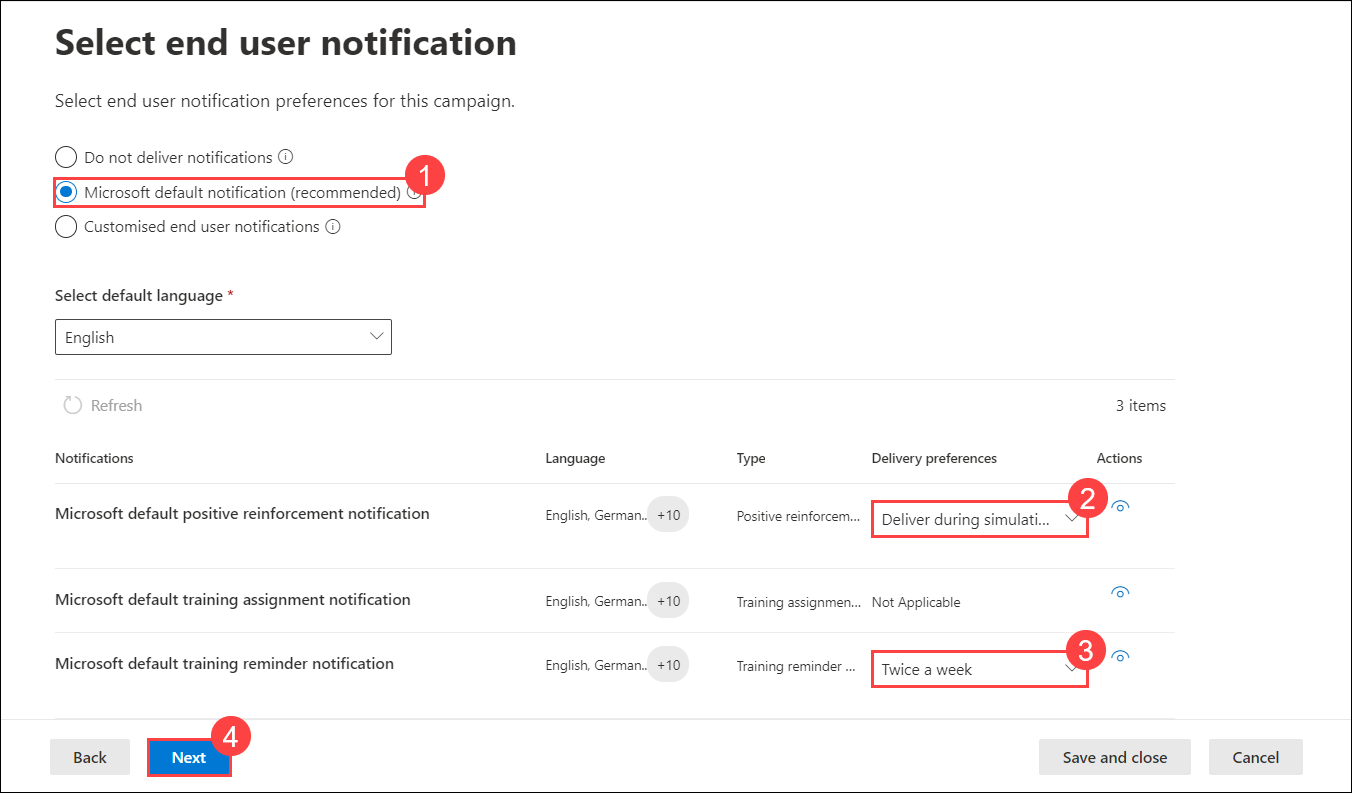 Select end user notification
Select end user notification preferences for this campaign.
Do not deliver notifications
Microsoft default notification (recommended)
1
Customised end user notifications
Select default language *
English
Refresh
3 items
Notifications Language Type Delivery preferences Actions
Microsoft default positive reinforcement notification English, German.. +10 Positive reinforcem... Deliver during simulati... 2
Microsoft default training assignment notification English, German.. +10 Training assignmen... Not Applicable
Microsoft default training reminder notification English, German.. +10 Training reminder ... Twice a week 3
Back Next 4 Save and close Cancel